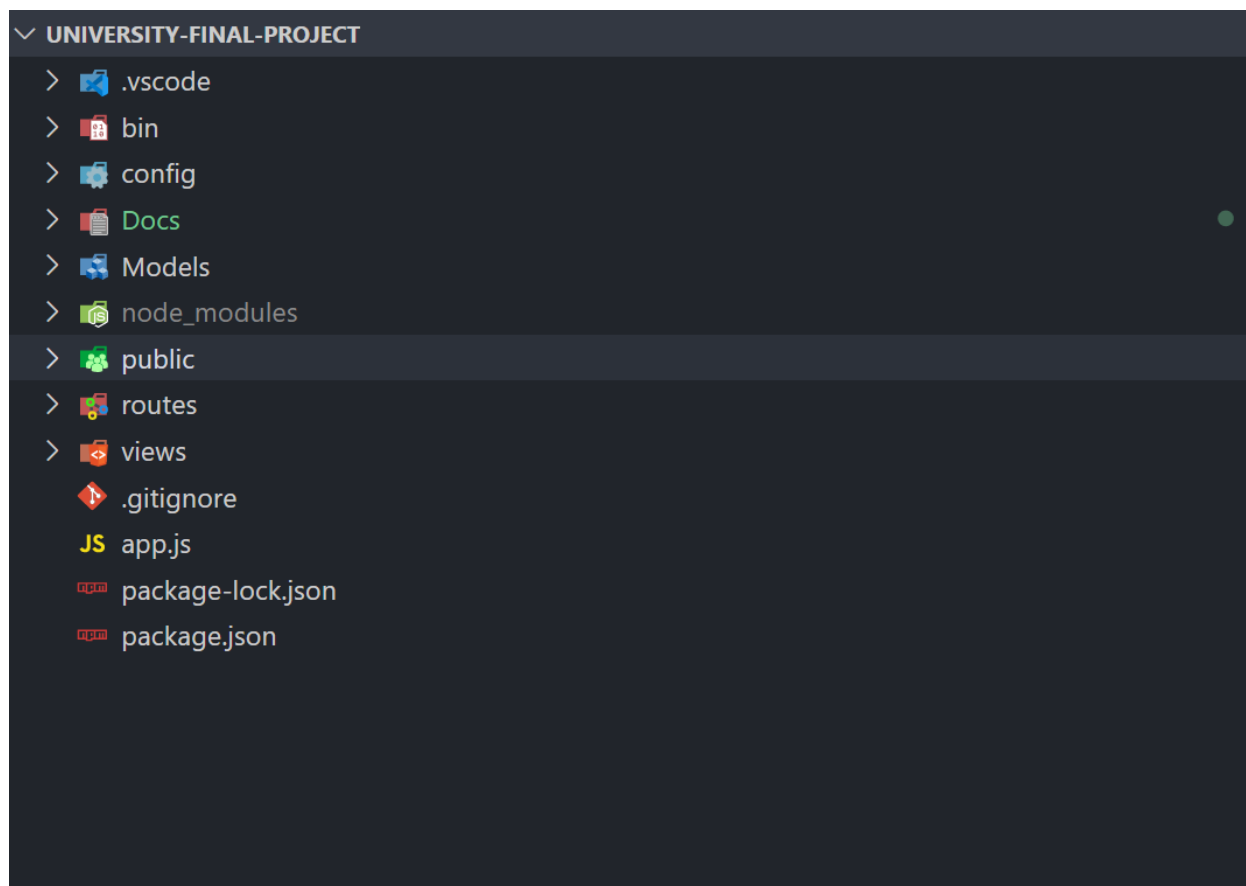 UNIVERSITY-FINAL-PROJECT
.vscode
bin
config
Docs
Models
node_modules
public
routes
views
.gitignore
JS app.js
package-lock.json
package.json